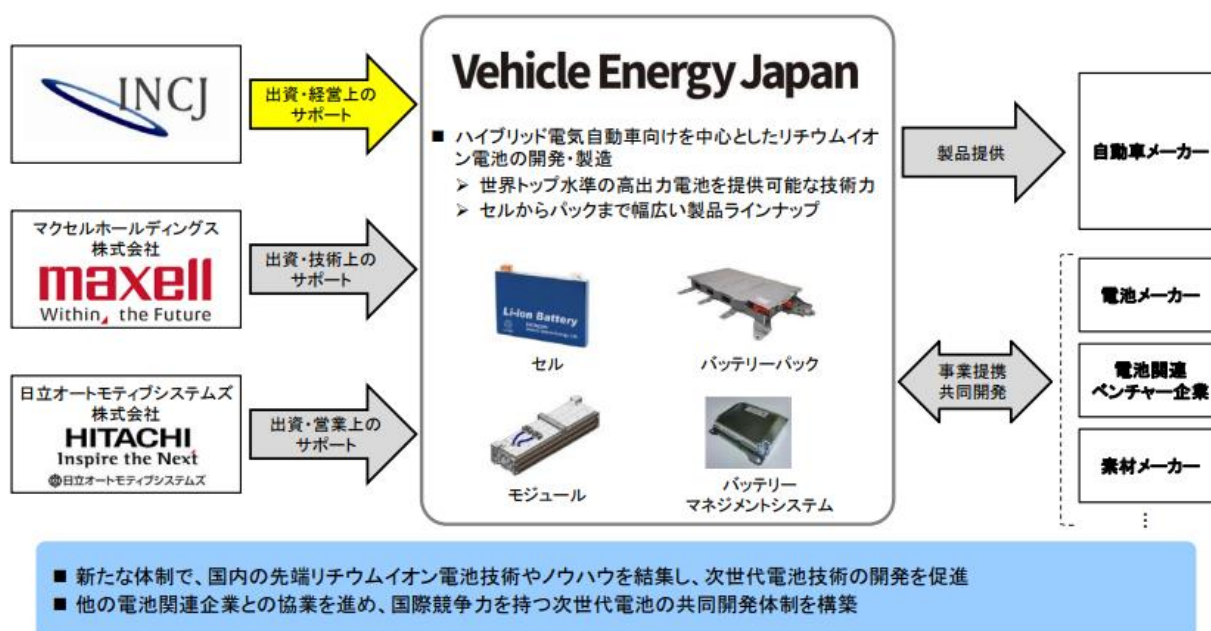 INCJ
出資・経営上の
サポート
マクセルホールディングス
株式会社
maxell
Within, the Future
出資・技術上の
サポート
日立オートモティブシステムズ
株式会社
HITACHI
Inspire the Next
日立オートモティブシステムズ
出資・営業上の
サポート
Vehicle Energy Japan
■ ハイブリッド電気自動車向けを中心としたリチウムイオ
ン電池の開発・製造
➢ 世界トップ水準の高出力電池を提供可能な技術力
➢ セルからパックまで幅広い製品ラインナップ
Li-ion Battery
HITACHI
セル
バッテリーパック
モジュール
バッテリー
マネジメントシステム
製品提供
自動車メーカー
事業提携
共同開発
電池メーカー
電池関連
ベンチャー企業
素材メーカー
⋮
■ 新たな体制で、国内の先端リチウムイオン電池技術やノウハウを結集し、次世代電池技術の開発を促進
■ 他の電池関連企業との協業を進め、国際競争力を持つ次世代電池の共同開発体制を構築